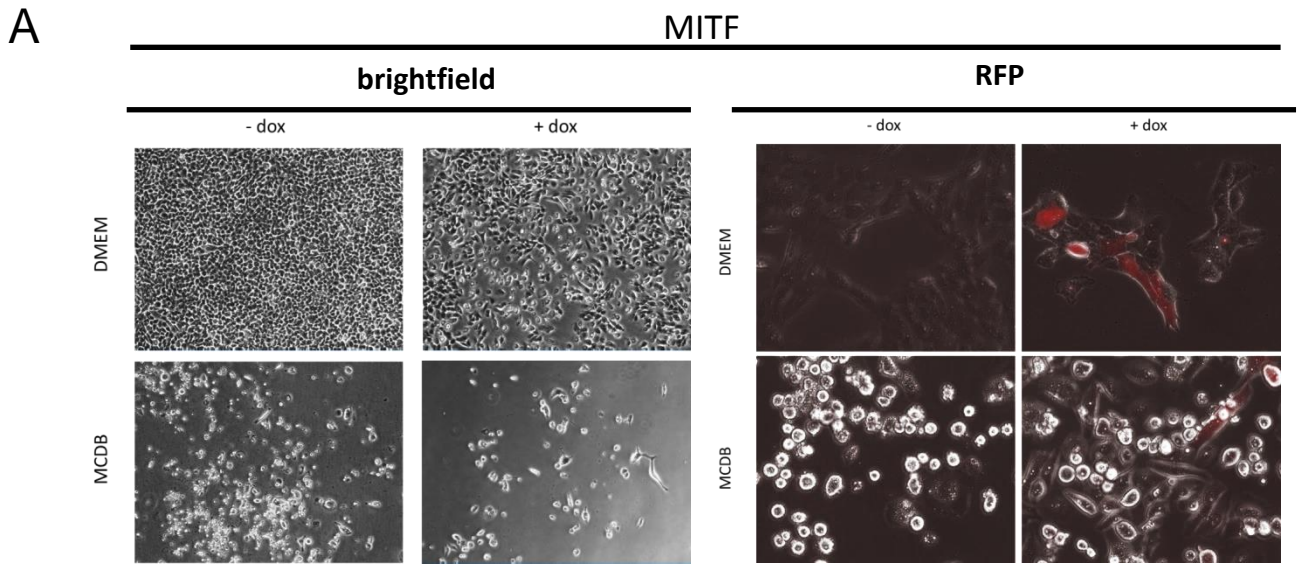 A
MITF
brightfield
RFP
- dox
+ dox
- dox
+ dox
DMEM
DMEM
MCDB
MCDB